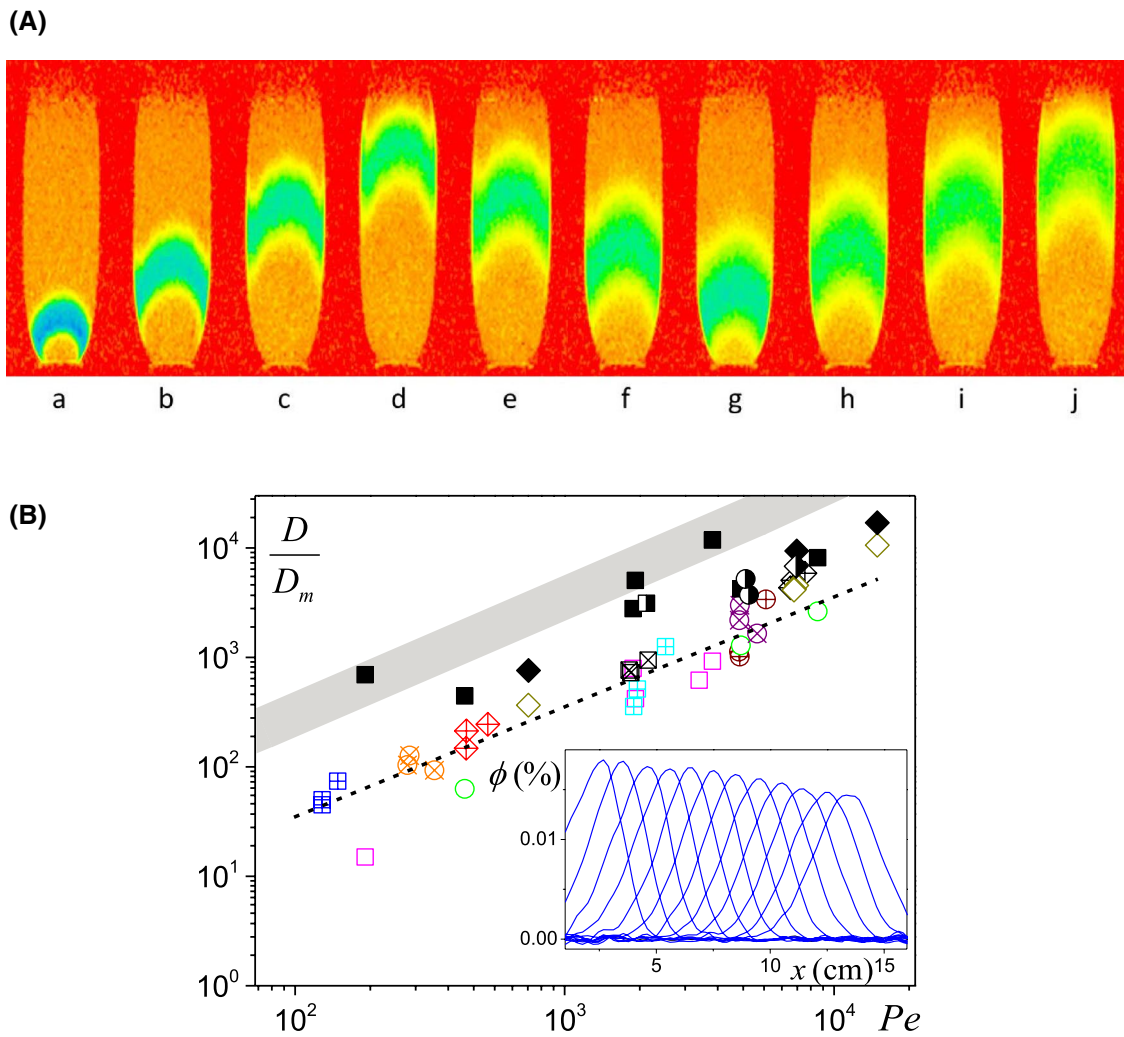 (A)
a b c d e f g h i j
(B)
D
D_m
10^4
10^3
10^2
10^1
10^0
ϕ (%)
0.01
0.00
5 10 x (cm) 15
10^2 10^3 10^4 Pe